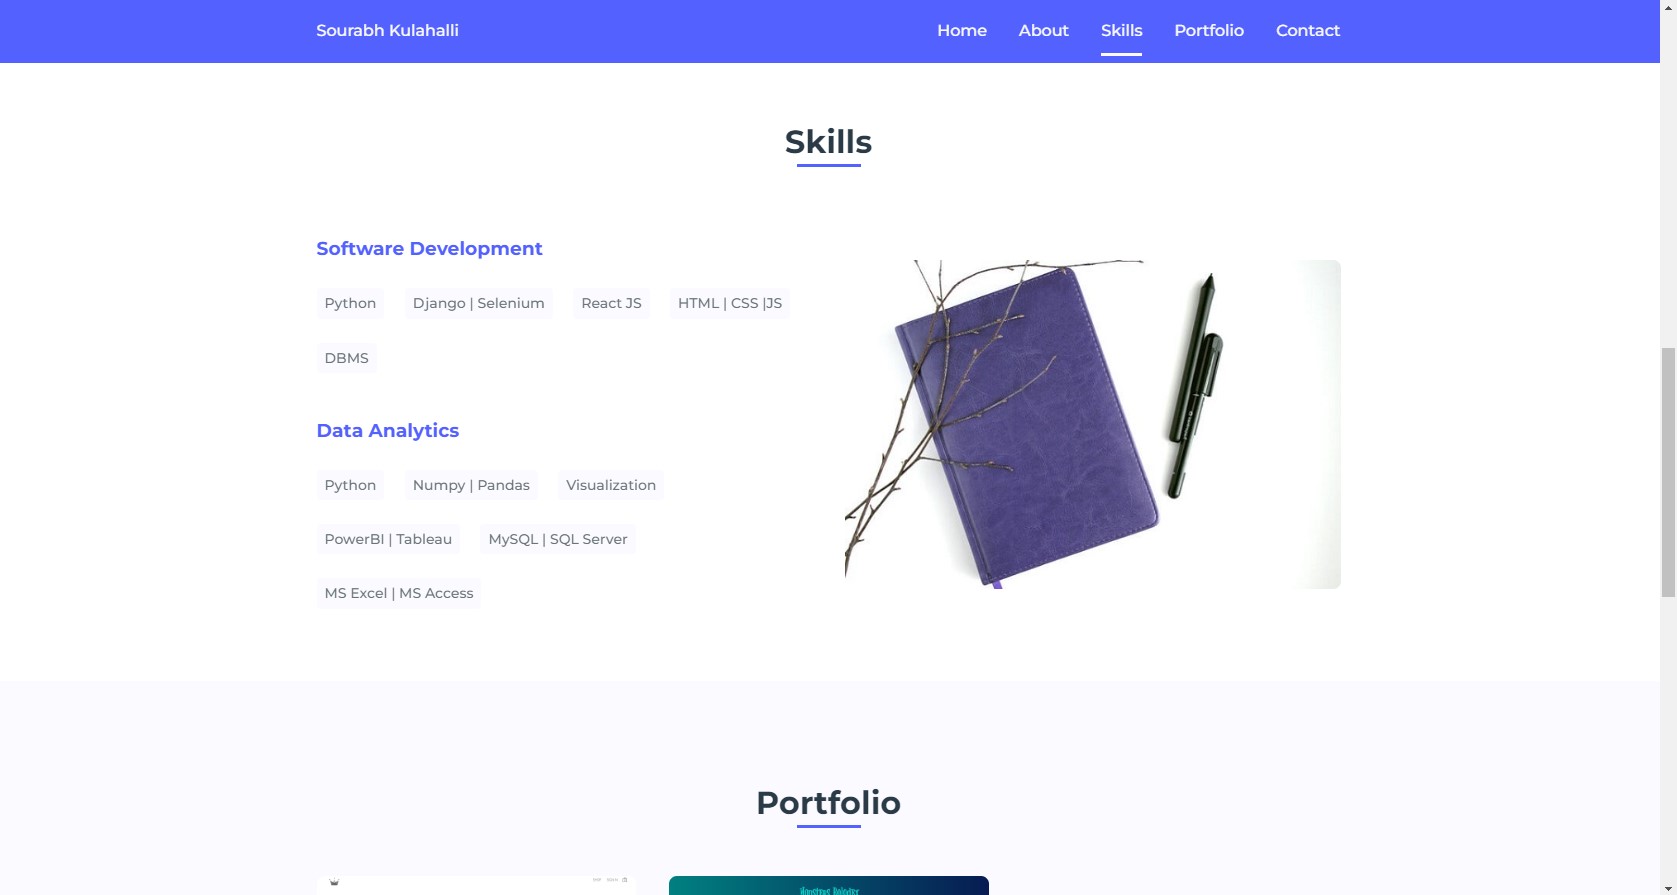 Sourabh Kulahalli
Home About Skills Portfolio Contact
Skills
Software Development
Python Django | Selenium React JS HTML | CSS |JS
DBMS
Data Analytics
Python Numpy | Pandas Visualization
PowerBI | Tableau MySQL | SQL Server
MS Excel | MS Access
Portfolio